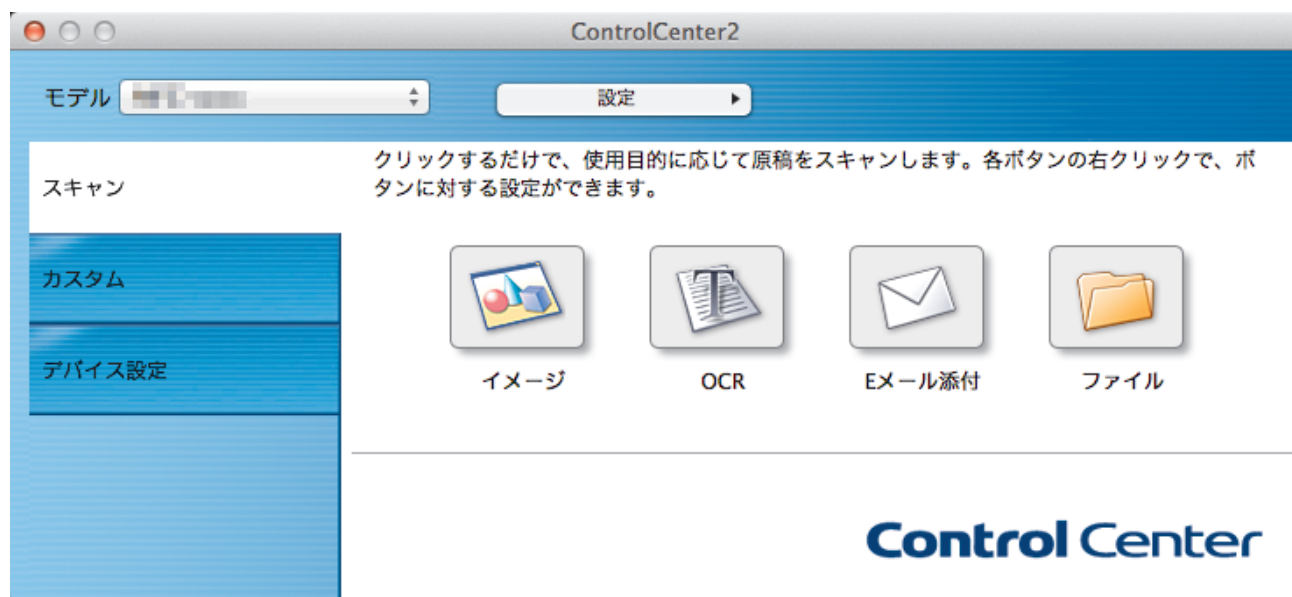 ControlCenter2
モデル
設定
スキャン
カスタム
デバイス設定
クリックするだけで、使用目的に応じて原稿をスキャンします。各ボタンの右クリックで、ボ
タンに対する設定ができます。
イメージ OCR Eメール添付 ファイル
Control Center